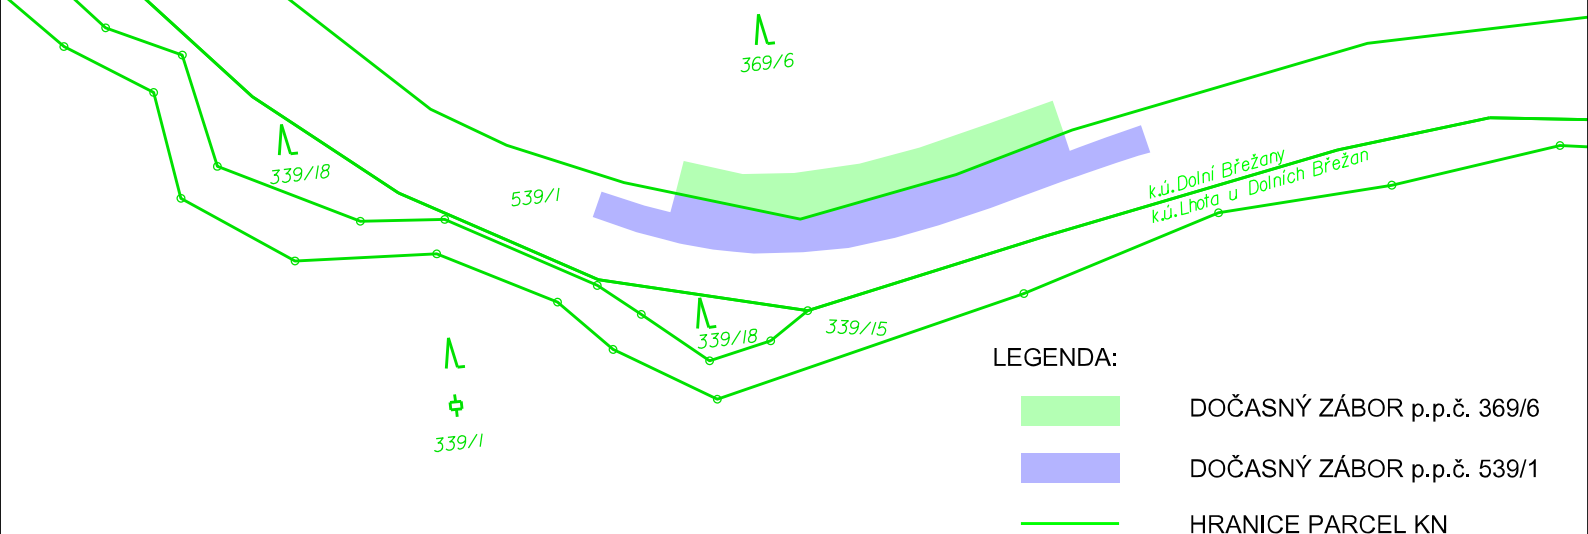 369/6
339/18
539/1
k.ú. Dolní Břežany
k.ú. Lhota u Dolních Břežan
339/18
339/15
339/1
LEGENDA:
DOČASNÝ ZÁBOR p.p.č. 369/6
DOČASNÝ ZÁBOR p.p.č. 539/1
HRANICE PARCEL KN